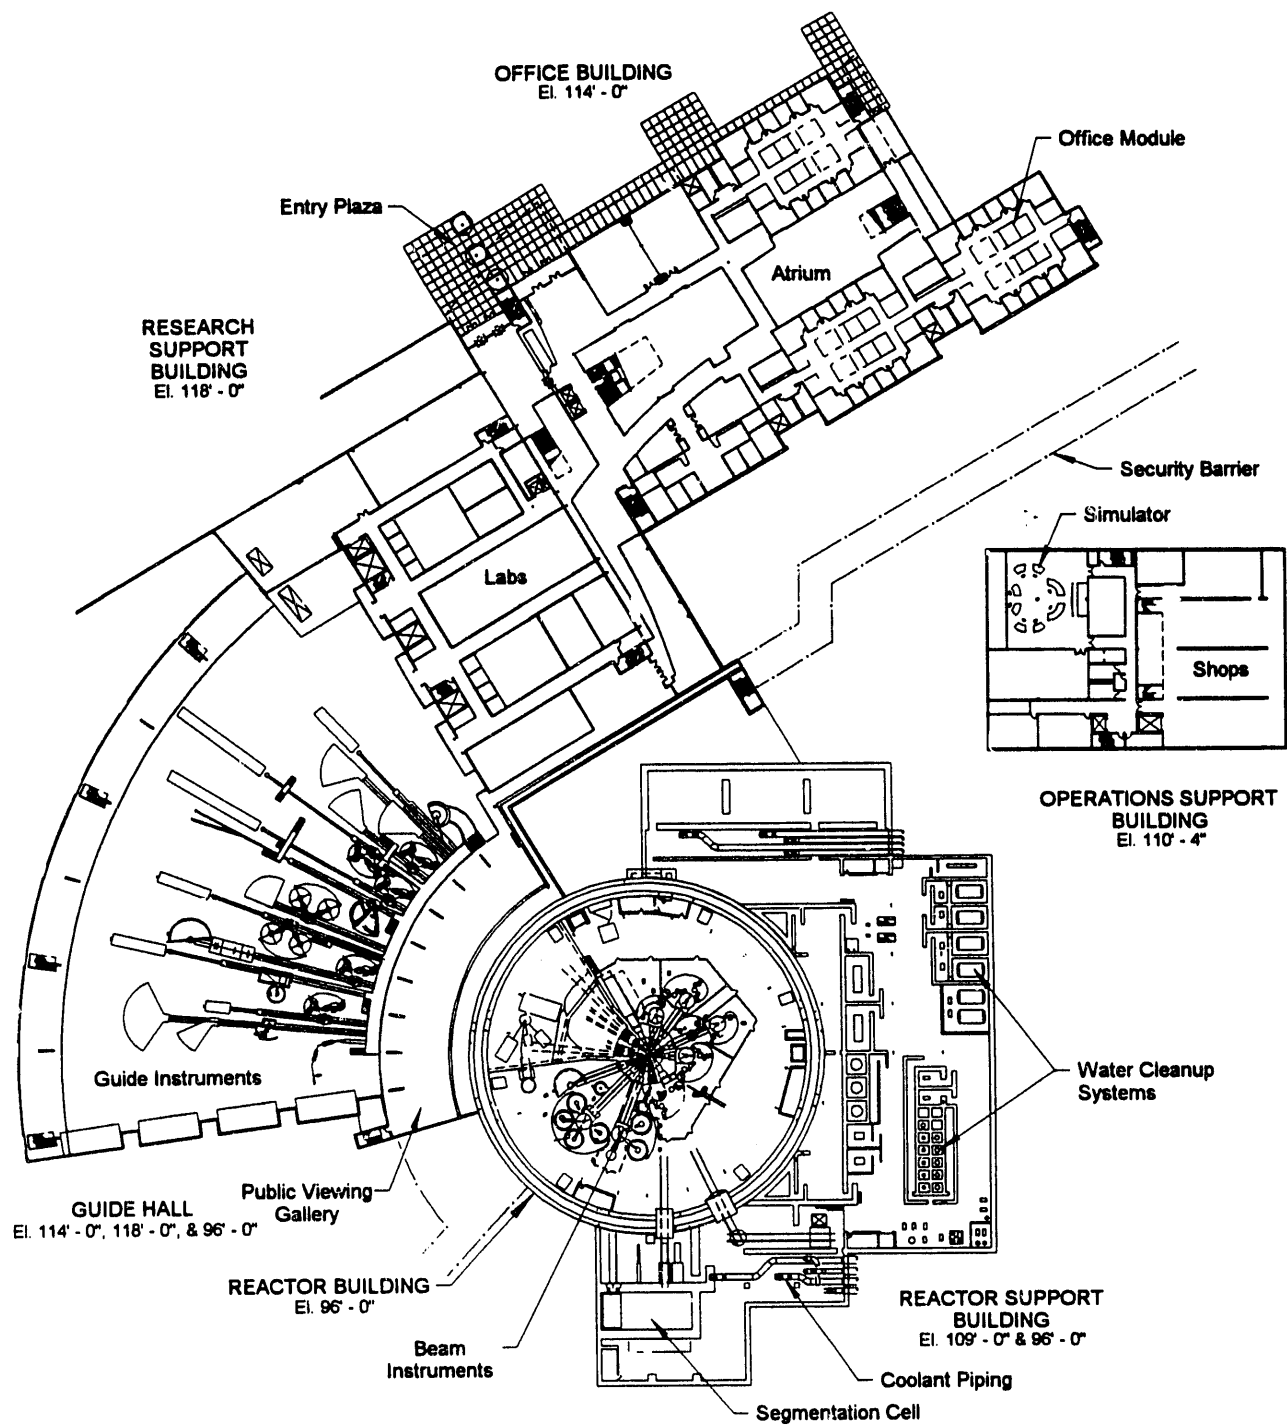 OFFICE BUILDING
El. 114' - 0"
Office Module
Entry Plaza
Atrium
RESEARCH
SUPPORT
BUILDING
El. 118' - 0"
Security Barrier
Simulator
Labs
Shops
OPERATIONS SUPPORT
BUILDING
El. 110' - 4"
Guide Instruments
Water Cleanup
Systems
GUIDE HALL
El. 114' - 0", 118' - 0", & 96' - 0"
Public Viewing
Gallery
REACTOR BUILDING
El. 96' - 0"
REACTOR SUPPORT
BUILDING
El. 109' - 0" & 96' - 0"
Beam
Instruments
Coolant Piping
Segmentation Cell